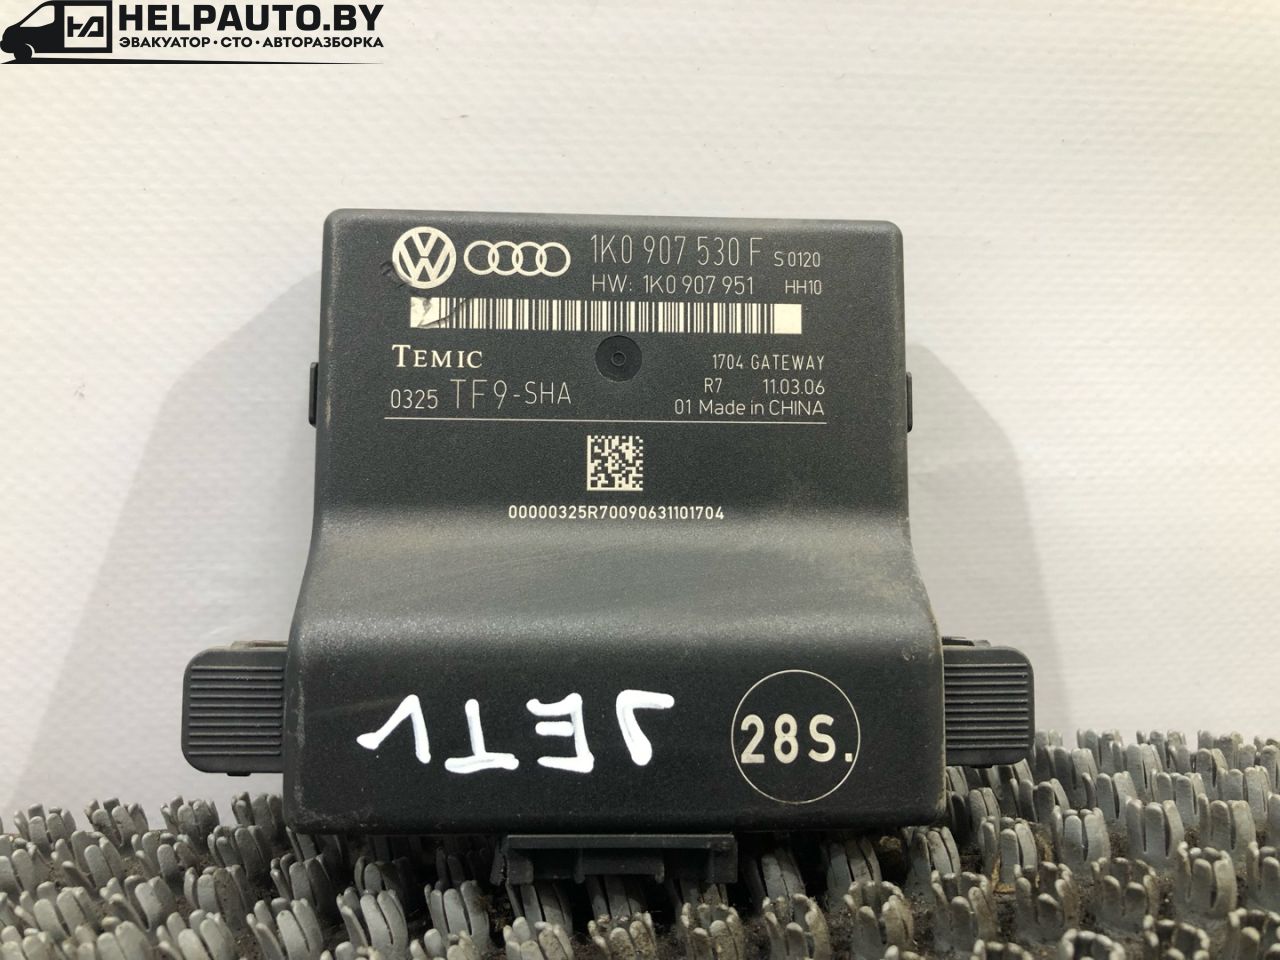 HELPAUTO.BY
ЭВАКУАТОР • СТО • АВТОРАЗБОРКА
1K0 907 530 F S 0120
HW: 1K0 907 951 HH10
TEMIC
1704 GATEWAY
R7 11.03.06
0325 TF9-SHA
01 Made in CHINA
00000325R70090631101704
28S.